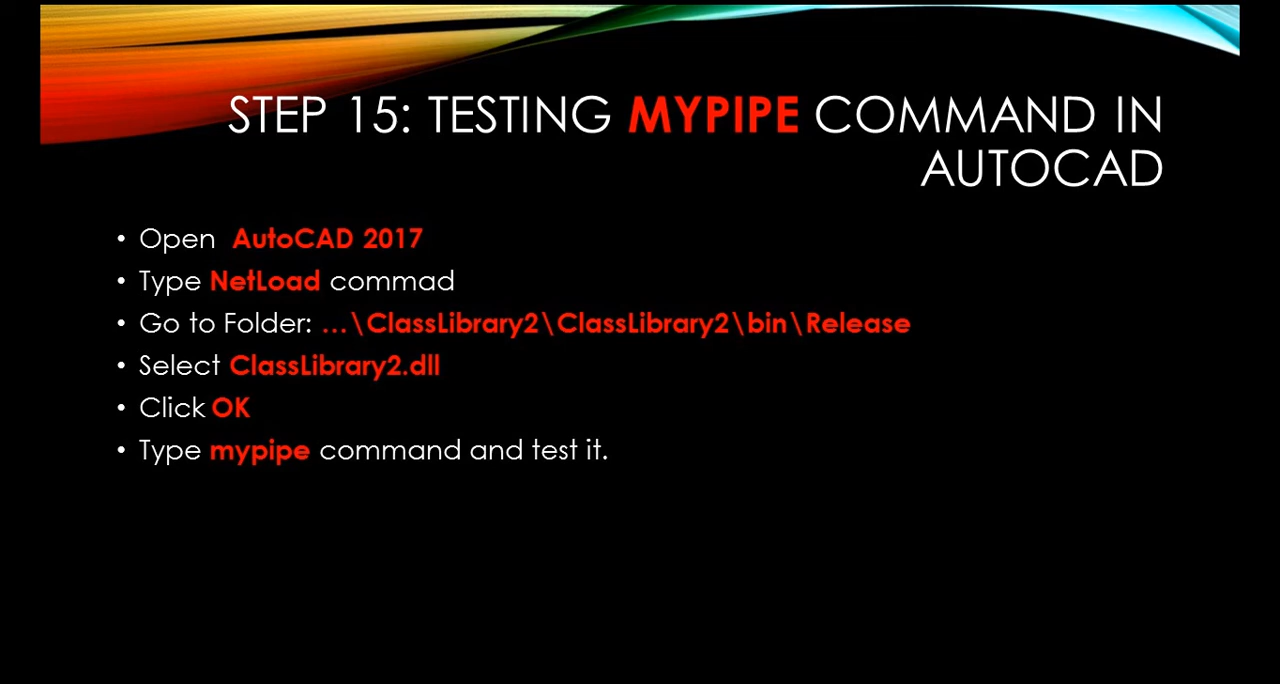 STEP 15: TESTING MYPIPE COMMAND IN
AUTOCAD
• Open AutoCAD 2017
• Type NetLoad commad
• Go to Folder: ...\ClassLibrary2\ClassLibrary2\bin\Release
• Select ClassLibrary2.dll
• Click OK
• Type mypipe command and test it.